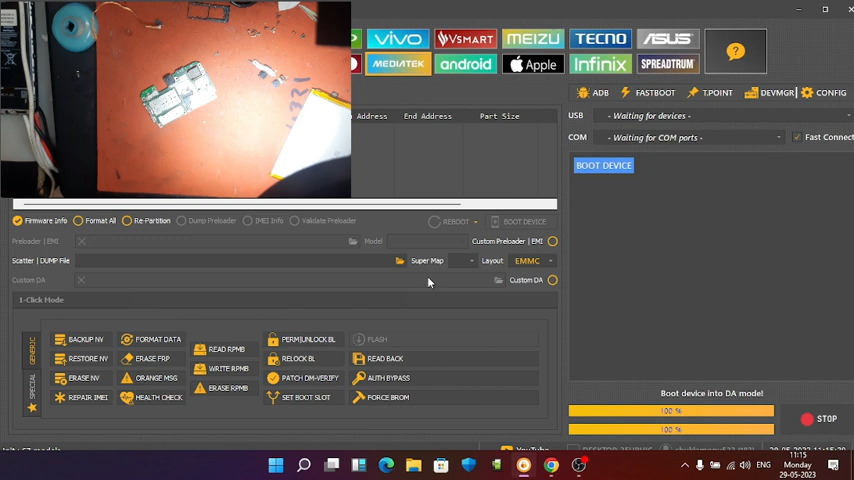 P vivo VSMART MEIZU TECNO ASUS
MEDIATEK android Apple Infinix SPREADTRUM ?
ADB FASTBOOT T.POINT DEVMGR CONFIG
Address End Address Part Size
USB - Waiting for devices -
COM - Waiting for COM ports - Fast Connect
BOOT DEVICE
Firmware Info Format All Re-Partition Dump Preloader IMEI Info Validate Preloader REBOOT BOOT DEVICE
Preloader | EMI Model Custom Preloader | EMI
Scatter | DUMP File Super Map Layout EMMC
Custom DA Custom DA
1-Click Mode
GENERIC
SPECIAL
BACKUP NV FORMAT DATA READ RPMB PERM|UNLOCK BL FLASH
RESTORE NV ERASE FRP WRITE RPMB RELOCK BL READ BACK
ERASE NV ORANGE MSG ERASE RPMB PATCH DM-VERIFY AUTH BYPASS
REPAIR IMEI HEALTH CHECK SET BOOT SLOT FORCE BROM
Boot device into DA mode!
100 %
100 %
STOP
YouTube
ENG
11:15
Monday
29-05-2023